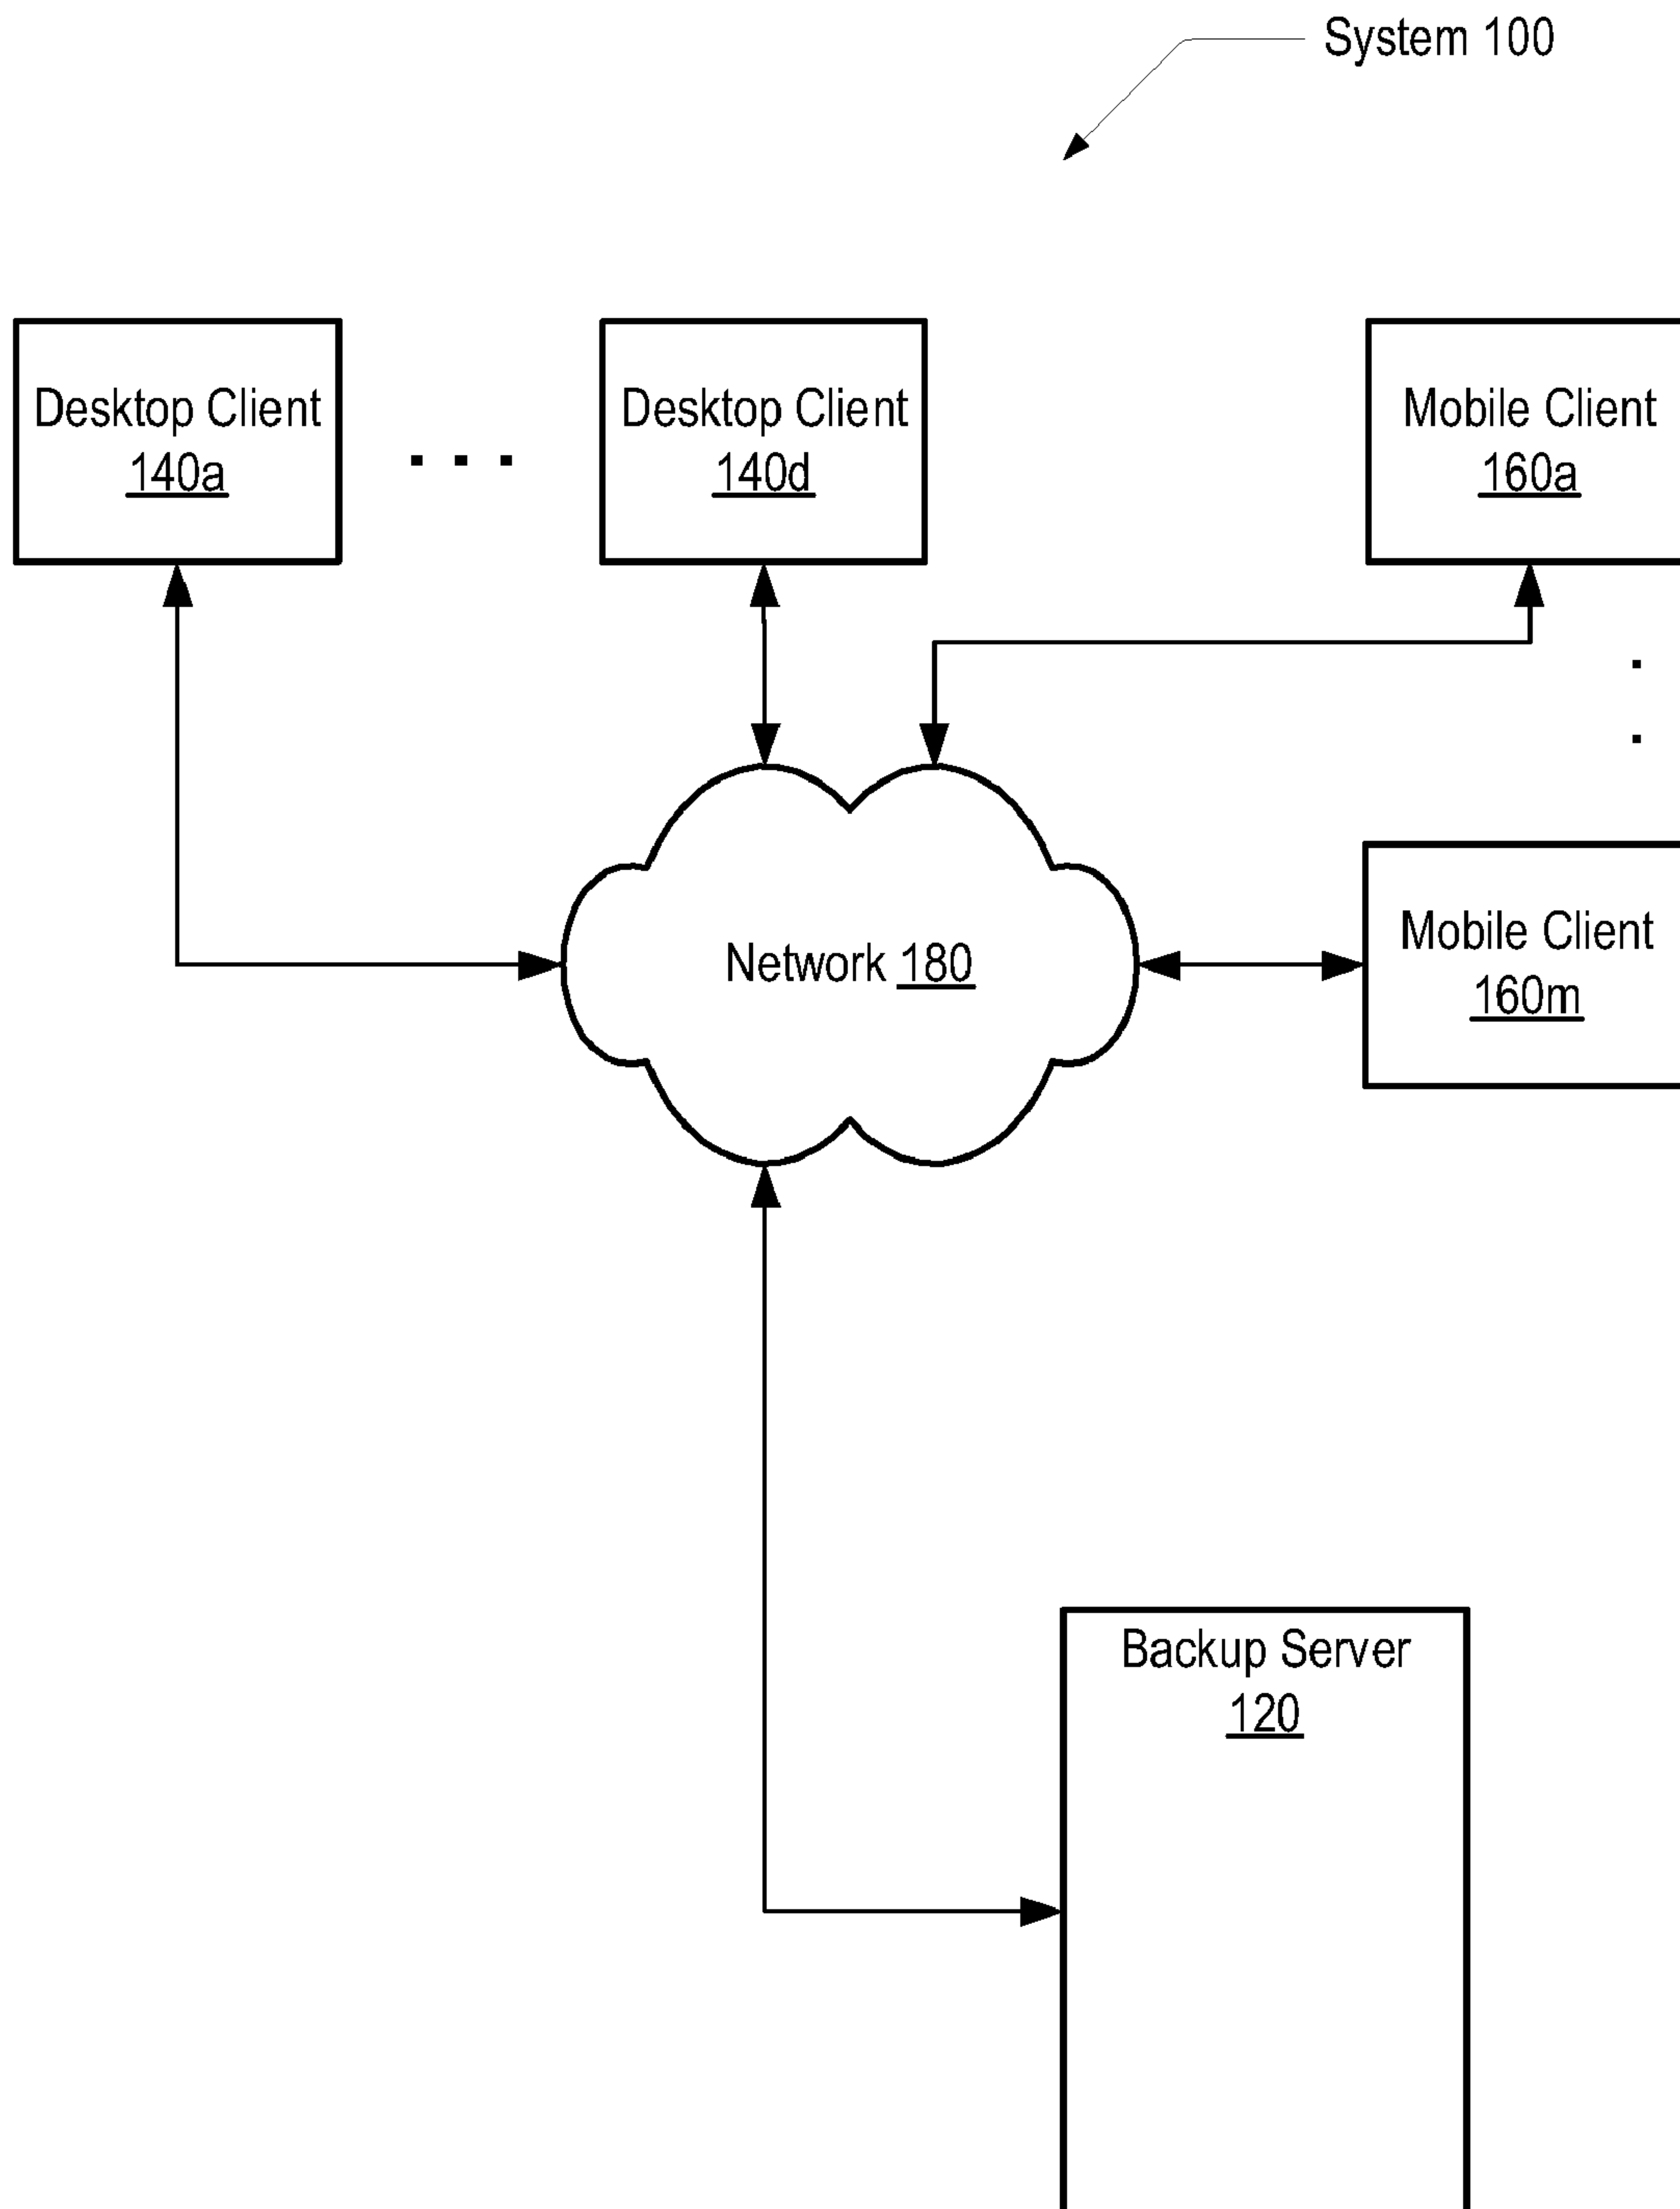 System 100
Desktop Client
140a
. . .
Desktop Client
140d
Mobile Client
160a
Network 180
Mobile Client
160m
Backup Server
120